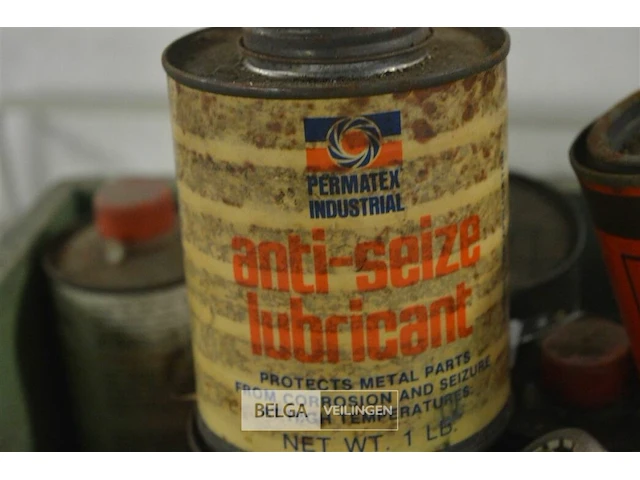 PERMATEX
INDUSTRIAL
anti-seize
lubricant
PROTECTS METAL PARTS
FROM CORROSION AND SEIZURE
HIGH TEMPERATURES.
BELGA VEILINGEN
NET WT. 1 LB.